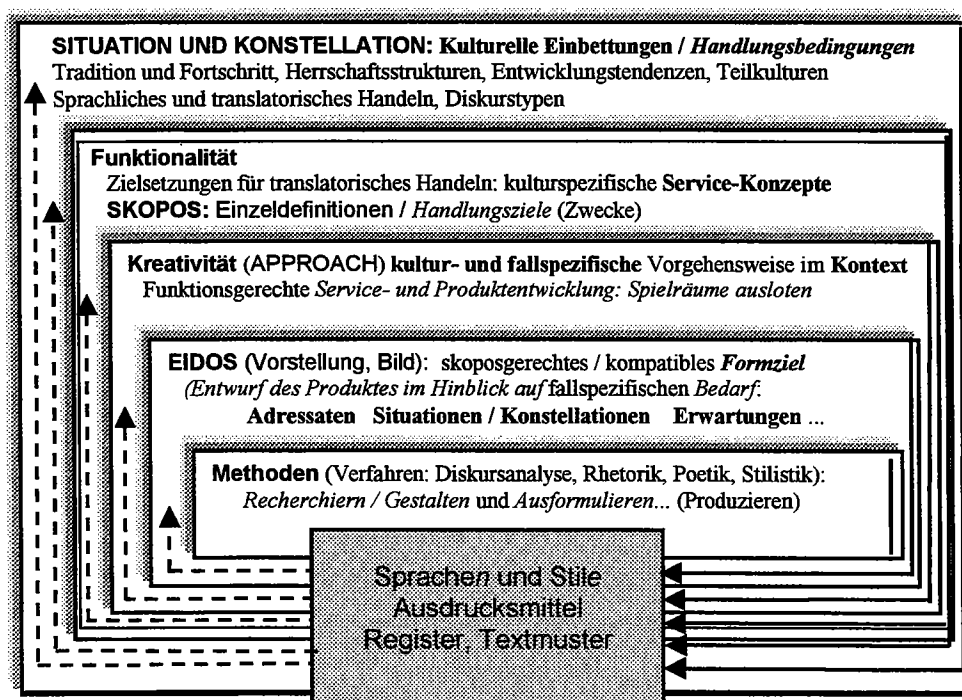 SITUATION UND KONSTELLATION: Kulturelle Einbettungen / Handlungsbedingungen
Tradition und Fortschritt, Herrschaftsstrukturen, Entwicklungstendenzen, Teilkulturen
Sprachliches und translatorisches Handeln, Diskurstypen
Funktionalität
Zielsetzungen für translatorisches Handeln: kulturspezifische Service-Konzepte
SKOPOS: Einzeldefinitionen / Handlungsziele (Zwecke)
Kreativität (APPROACH) kultur- und fallspezifische Vorgehensweise im Kontext
Funktionsgerechte Service- und Produktentwicklung: Spielräume ausloten
EIDOS (Vorstellung, Bild): skoposgerechtes / kompatibles Formziel
(Entwurf des Produktes im Hinblick auf fallspezifischen Bedarf:
Adressaten Situationen / Konstellationen Erwartungen ...
Methoden (Verfahren: Diskursanalyse, Rhetorik, Poetik, Stilistik):
Recherchiern / Gestalten und Ausformulieren... (Produzieren)
Sprachen und Stile
Ausdrucksmittel
Register, Textmuster